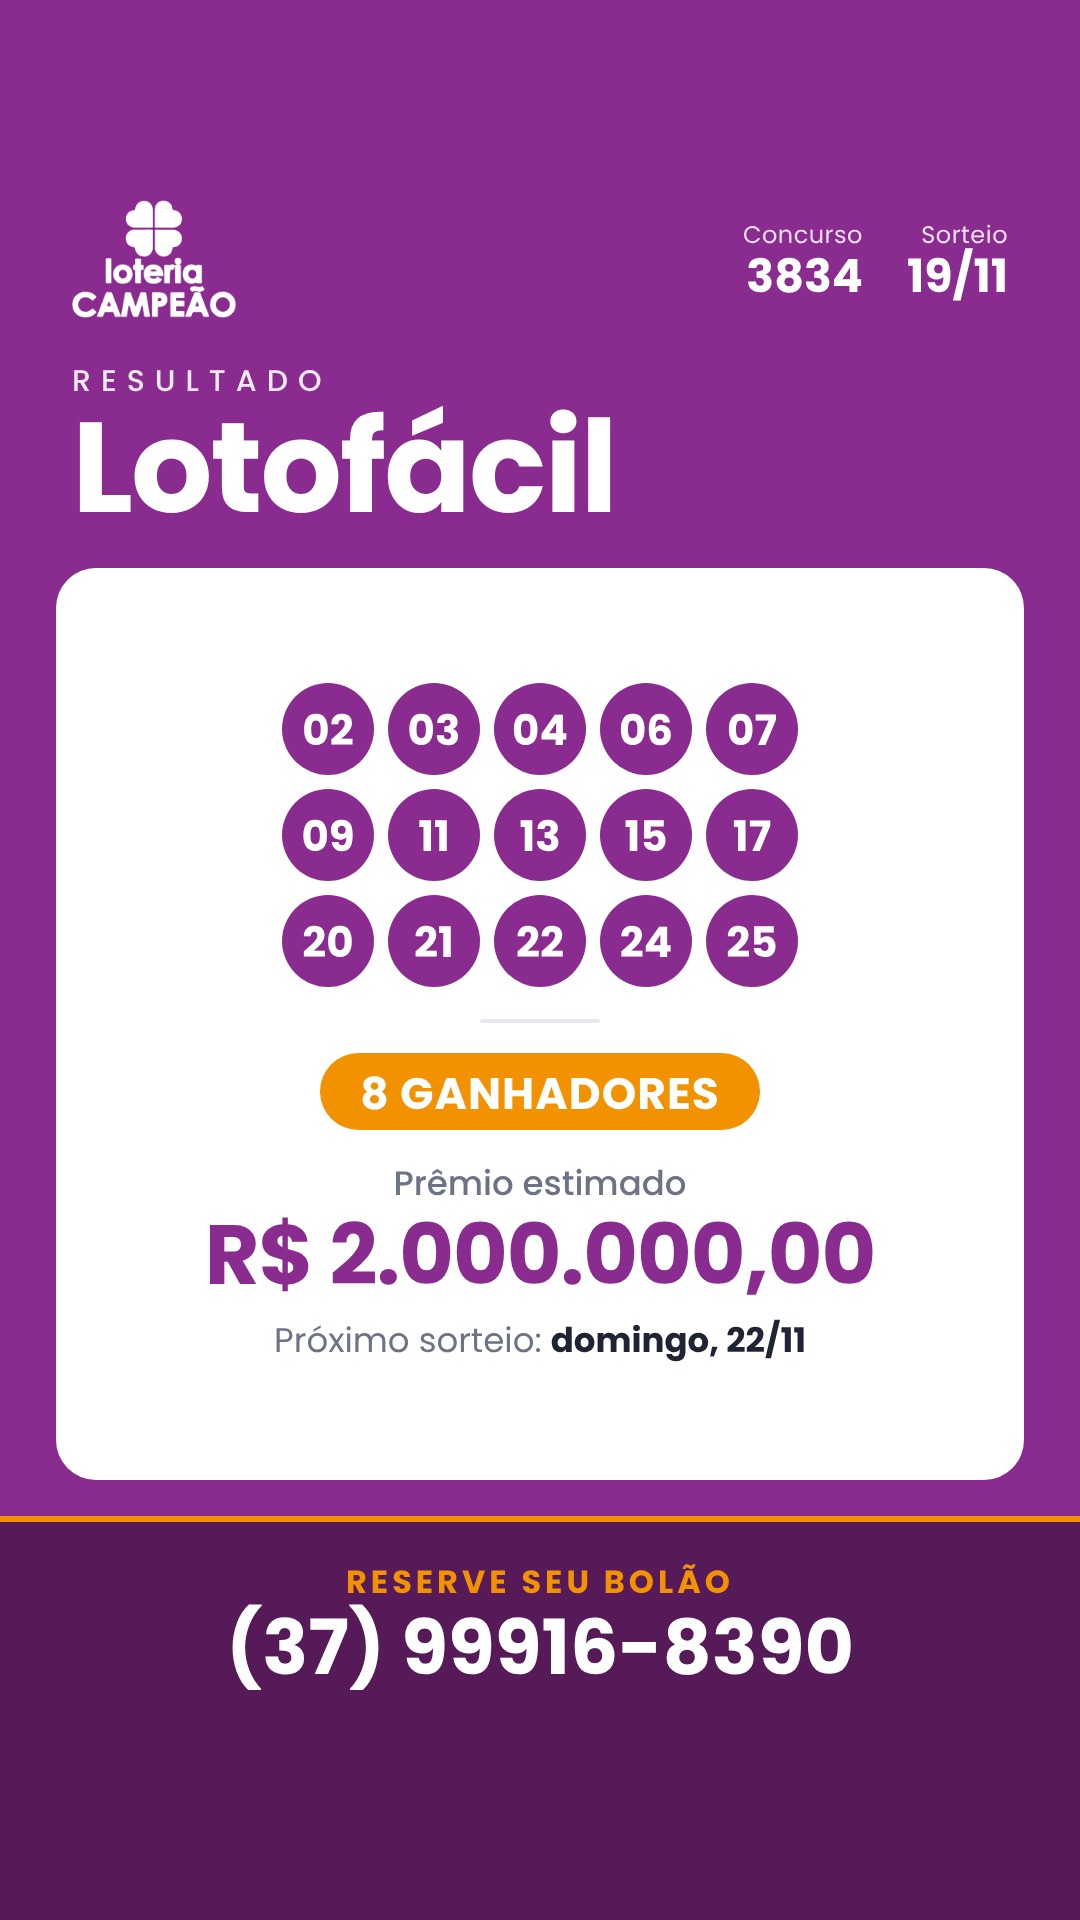 loteria
CAMPEÃO
Concurso Sorteio
3834 19/11
RESULTADO
Lotofácil
02 03 04 06 07
09 11 13 15 17
20 21 22 24 25
8 GANHADORES
Prêmio estimado
R$ 2.000.000,00
Próximo sorteio: domingo, 22/11
RESERVE SEU BOLÃO
(37) 99916-8390